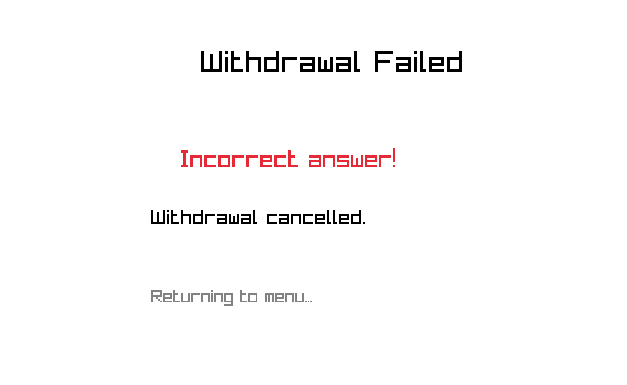 Withdrawal Failed
Incorrect answer!
Withdrawal cancelled.
Returning to menu...